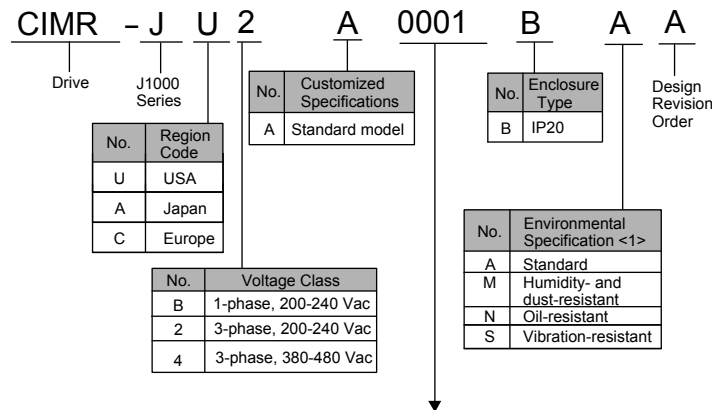 CIMR - J U 2 A 0001 B A A
Drive
J1000
Series
Design
Revision
Order
No. Customized
Specifications
A Standard model
No. Enclosure
Type
B IP20
No. Region
Code
U USA
A Japan
C Europe
No. Environmental
Specification <1>
A Standard
M Humidity- and
dust-resistant
N Oil-resistant
S Vibration-resistant
No. Voltage Class
B 1-phase, 200-240 Vac
2 3-phase, 200-240 Vac
4 3-phase, 380-480 Vac